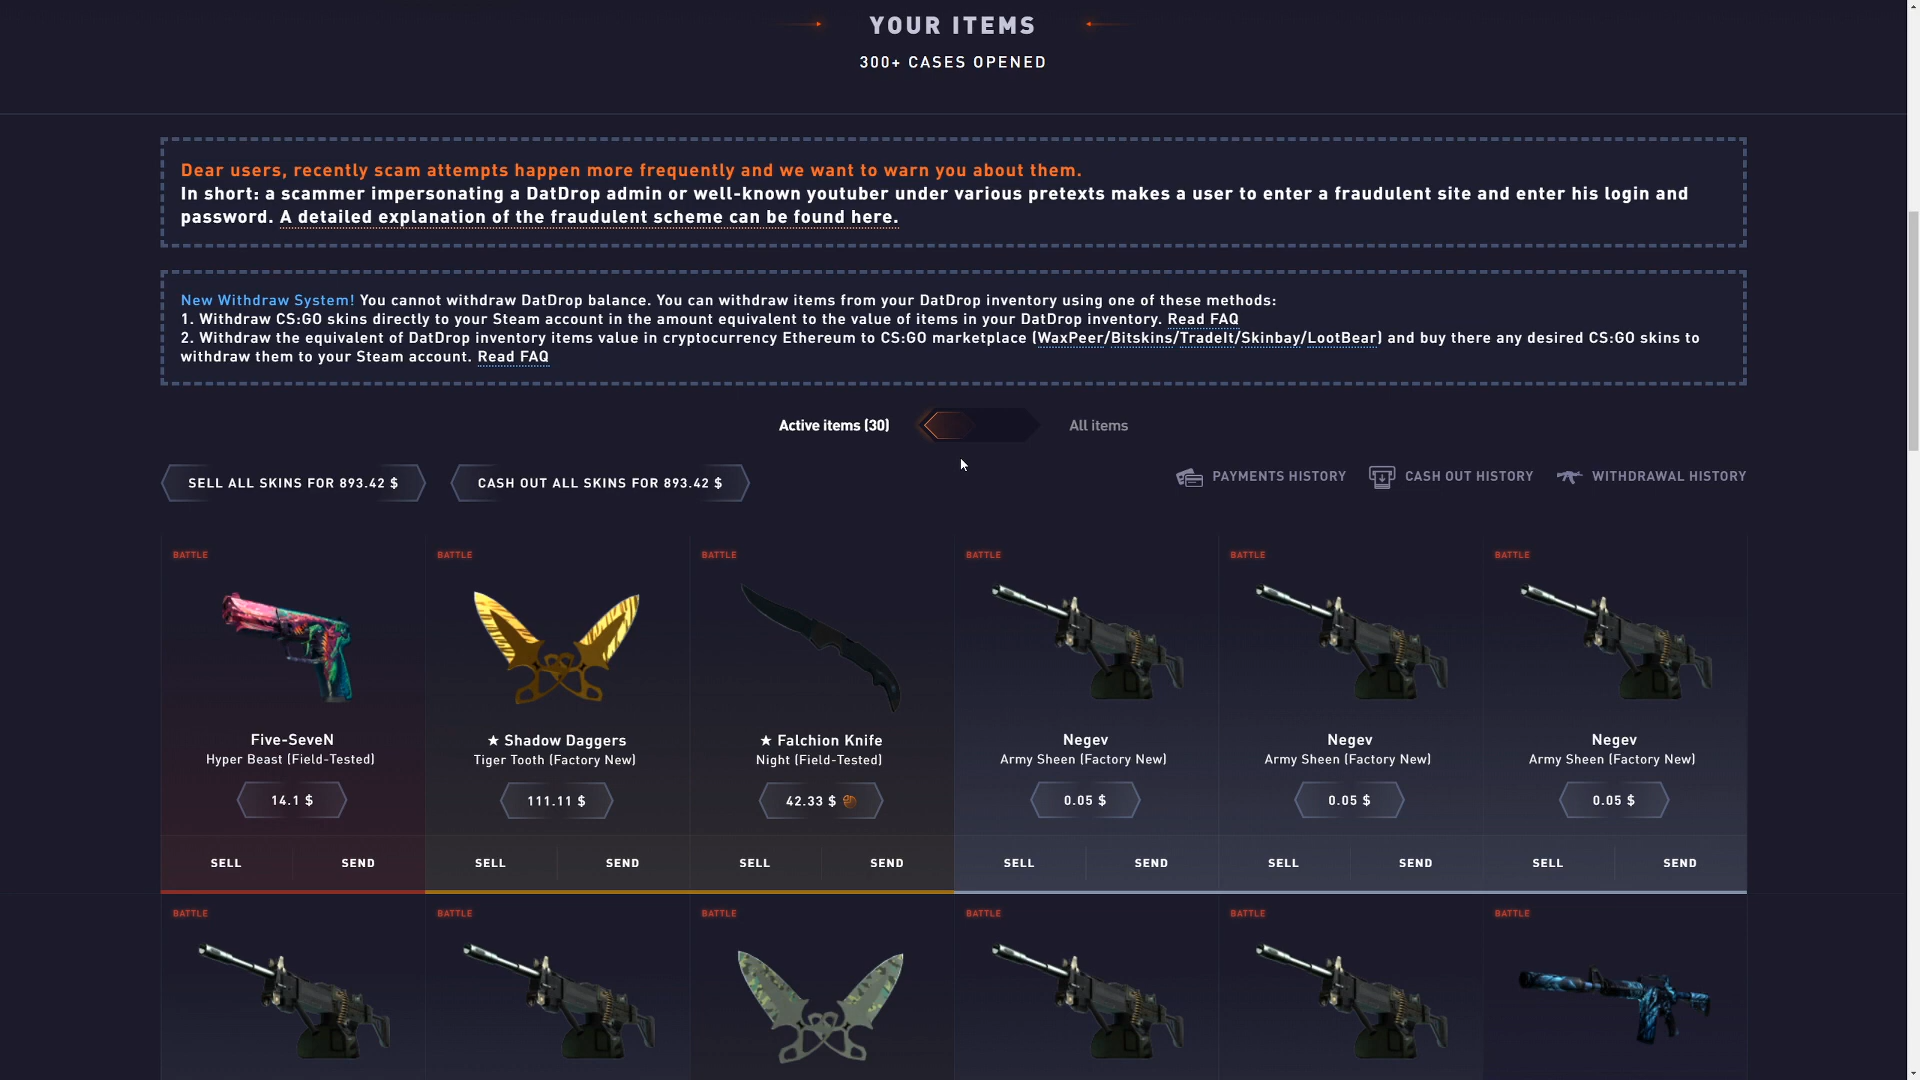 YOUR ITEMS
300+ CASES OPENED
Dear users, recently scam attempts happen more frequently and we want to warn you about them.
In short: a scammer impersonating a DatDrop admin or well-known youtuber under various pretexts makes a user to enter a fraudulent site and enter his login and
password. A detailed explanation of the fraudulent scheme can be found here.
New Withdraw System! You cannot withdraw DatDrop balance. You can withdraw items from your DatDrop inventory using one of these methods:
1. Withdraw CS:GO skins directly to your Steam account in the amount equivalent to the value of items in your DatDrop inventory. Read FAQ
2. Withdraw the equivalent of DatDrop inventory items value in cryptocurrency Ethereum to CS:GO marketplace (WaxPeer/Bitskins/TradeIt/Skinbay/LootBear) and buy there any desired CS:GO skins to
withdraw them to your Steam account. Read FAQ
Active items (30) All items
SELL ALL SKINS FOR 893.42 $ CASH OUT ALL SKINS FOR 893.42 $ PAYMENTS HISTORY CASH OUT HISTORY WITHDRAWAL HISTORY
BATTLE BATTLE BATTLE BATTLE BATTLE BATTLE
Five-SeveN ★ Shadow Daggers ★ Falchion Knife Negev Negev Negev
Hyper Beast (Field-Tested) Tiger Tooth (Factory New) Night (Field-Tested) Army Sheen (Factory New) Army Sheen (Factory New) Army Sheen (Factory New)
14.1 $ 111.11 $ 42.33 $ 0.05 $ 0.05 $ 0.05 $
SELL SEND SELL SEND SELL SEND SELL SEND SELL SEND SELL SEND
BATTLE BATTLE BATTLE BATTLE BATTLE BATTLE